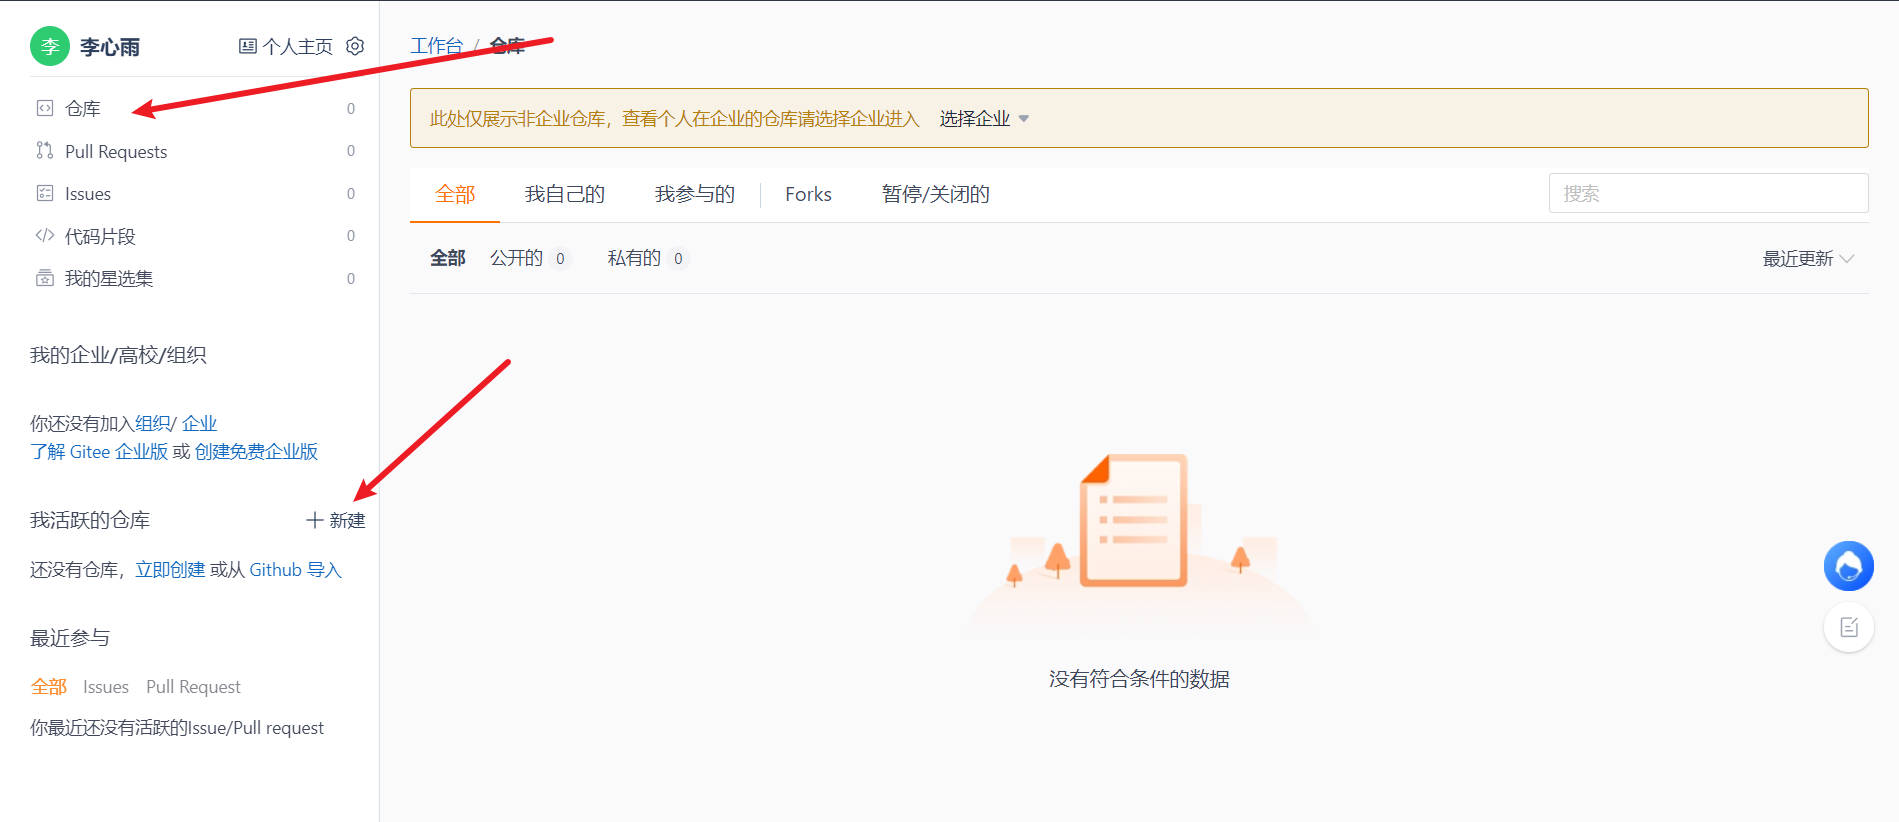 李 李心雨 个人主页
仓库 0
Pull Requests 0
Issues 0
代码片段 0
我的星选集 0
我的企业/高校/组织
你还没有加入组织/ 企业
了解 Gitee 企业版 或 创建免费企业版
我活跃的仓库 新建
还没有仓库，立即创建 或从 Github 导入
最近参与
全部 Issues Pull Request
你最近还没有活跃的Issue/Pull request
工作台 / 仓库
此处仅展示非企业仓库，查看个人在企业的仓库请选择企业进入 选择企业
全部 我自己的 我参与的 Forks 暂停/关闭的 搜索
全部 公开的 0 私有的 0 最近更新
没有符合条件的数据